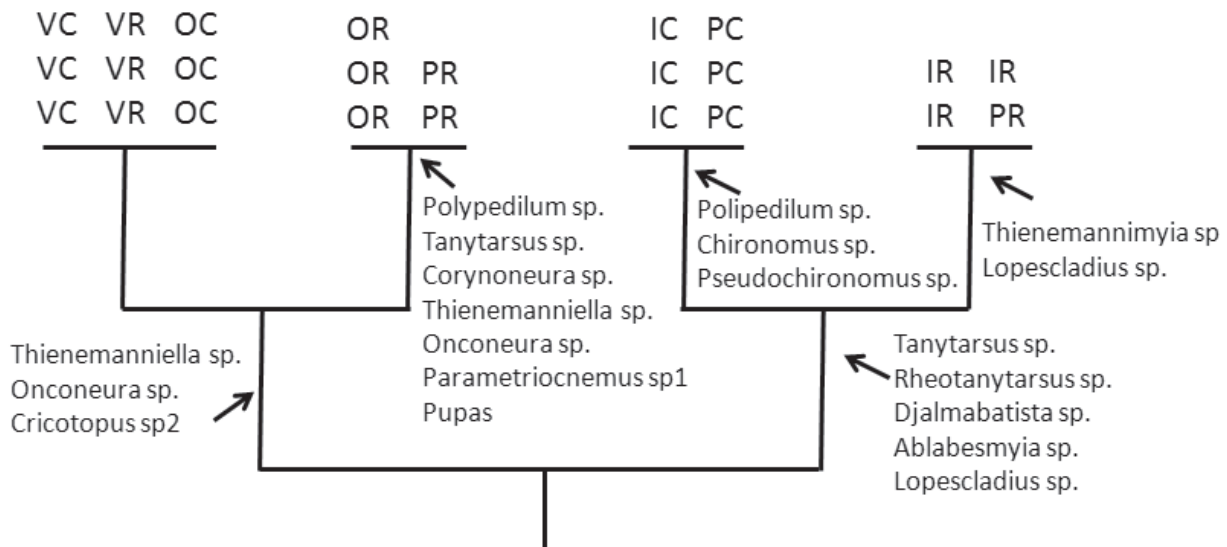 VC VR OC
VC VR OC
VC VR OC
OR
OR PR
OR PR
IC PC
IC PC
IC PC
IR IR
IR PR
Polypedilum sp.
Tanytarsus sp.
Corynoneura sp.
Thienemanniella sp.
Onconeura sp.
Parametriocnemus sp1
Pupas
Polipedilum sp.
Chironomus sp.
Pseudochironomus sp.
Thienemannimyia sp
Lopescladius sp.
Thienemanniella sp.
Onconeura sp.
Cricotopus sp2
Tanytarsus sp.
Rheotanytarsus sp.
Djalmabatista sp.
Ablabesmyia sp.
Lopescladius sp.